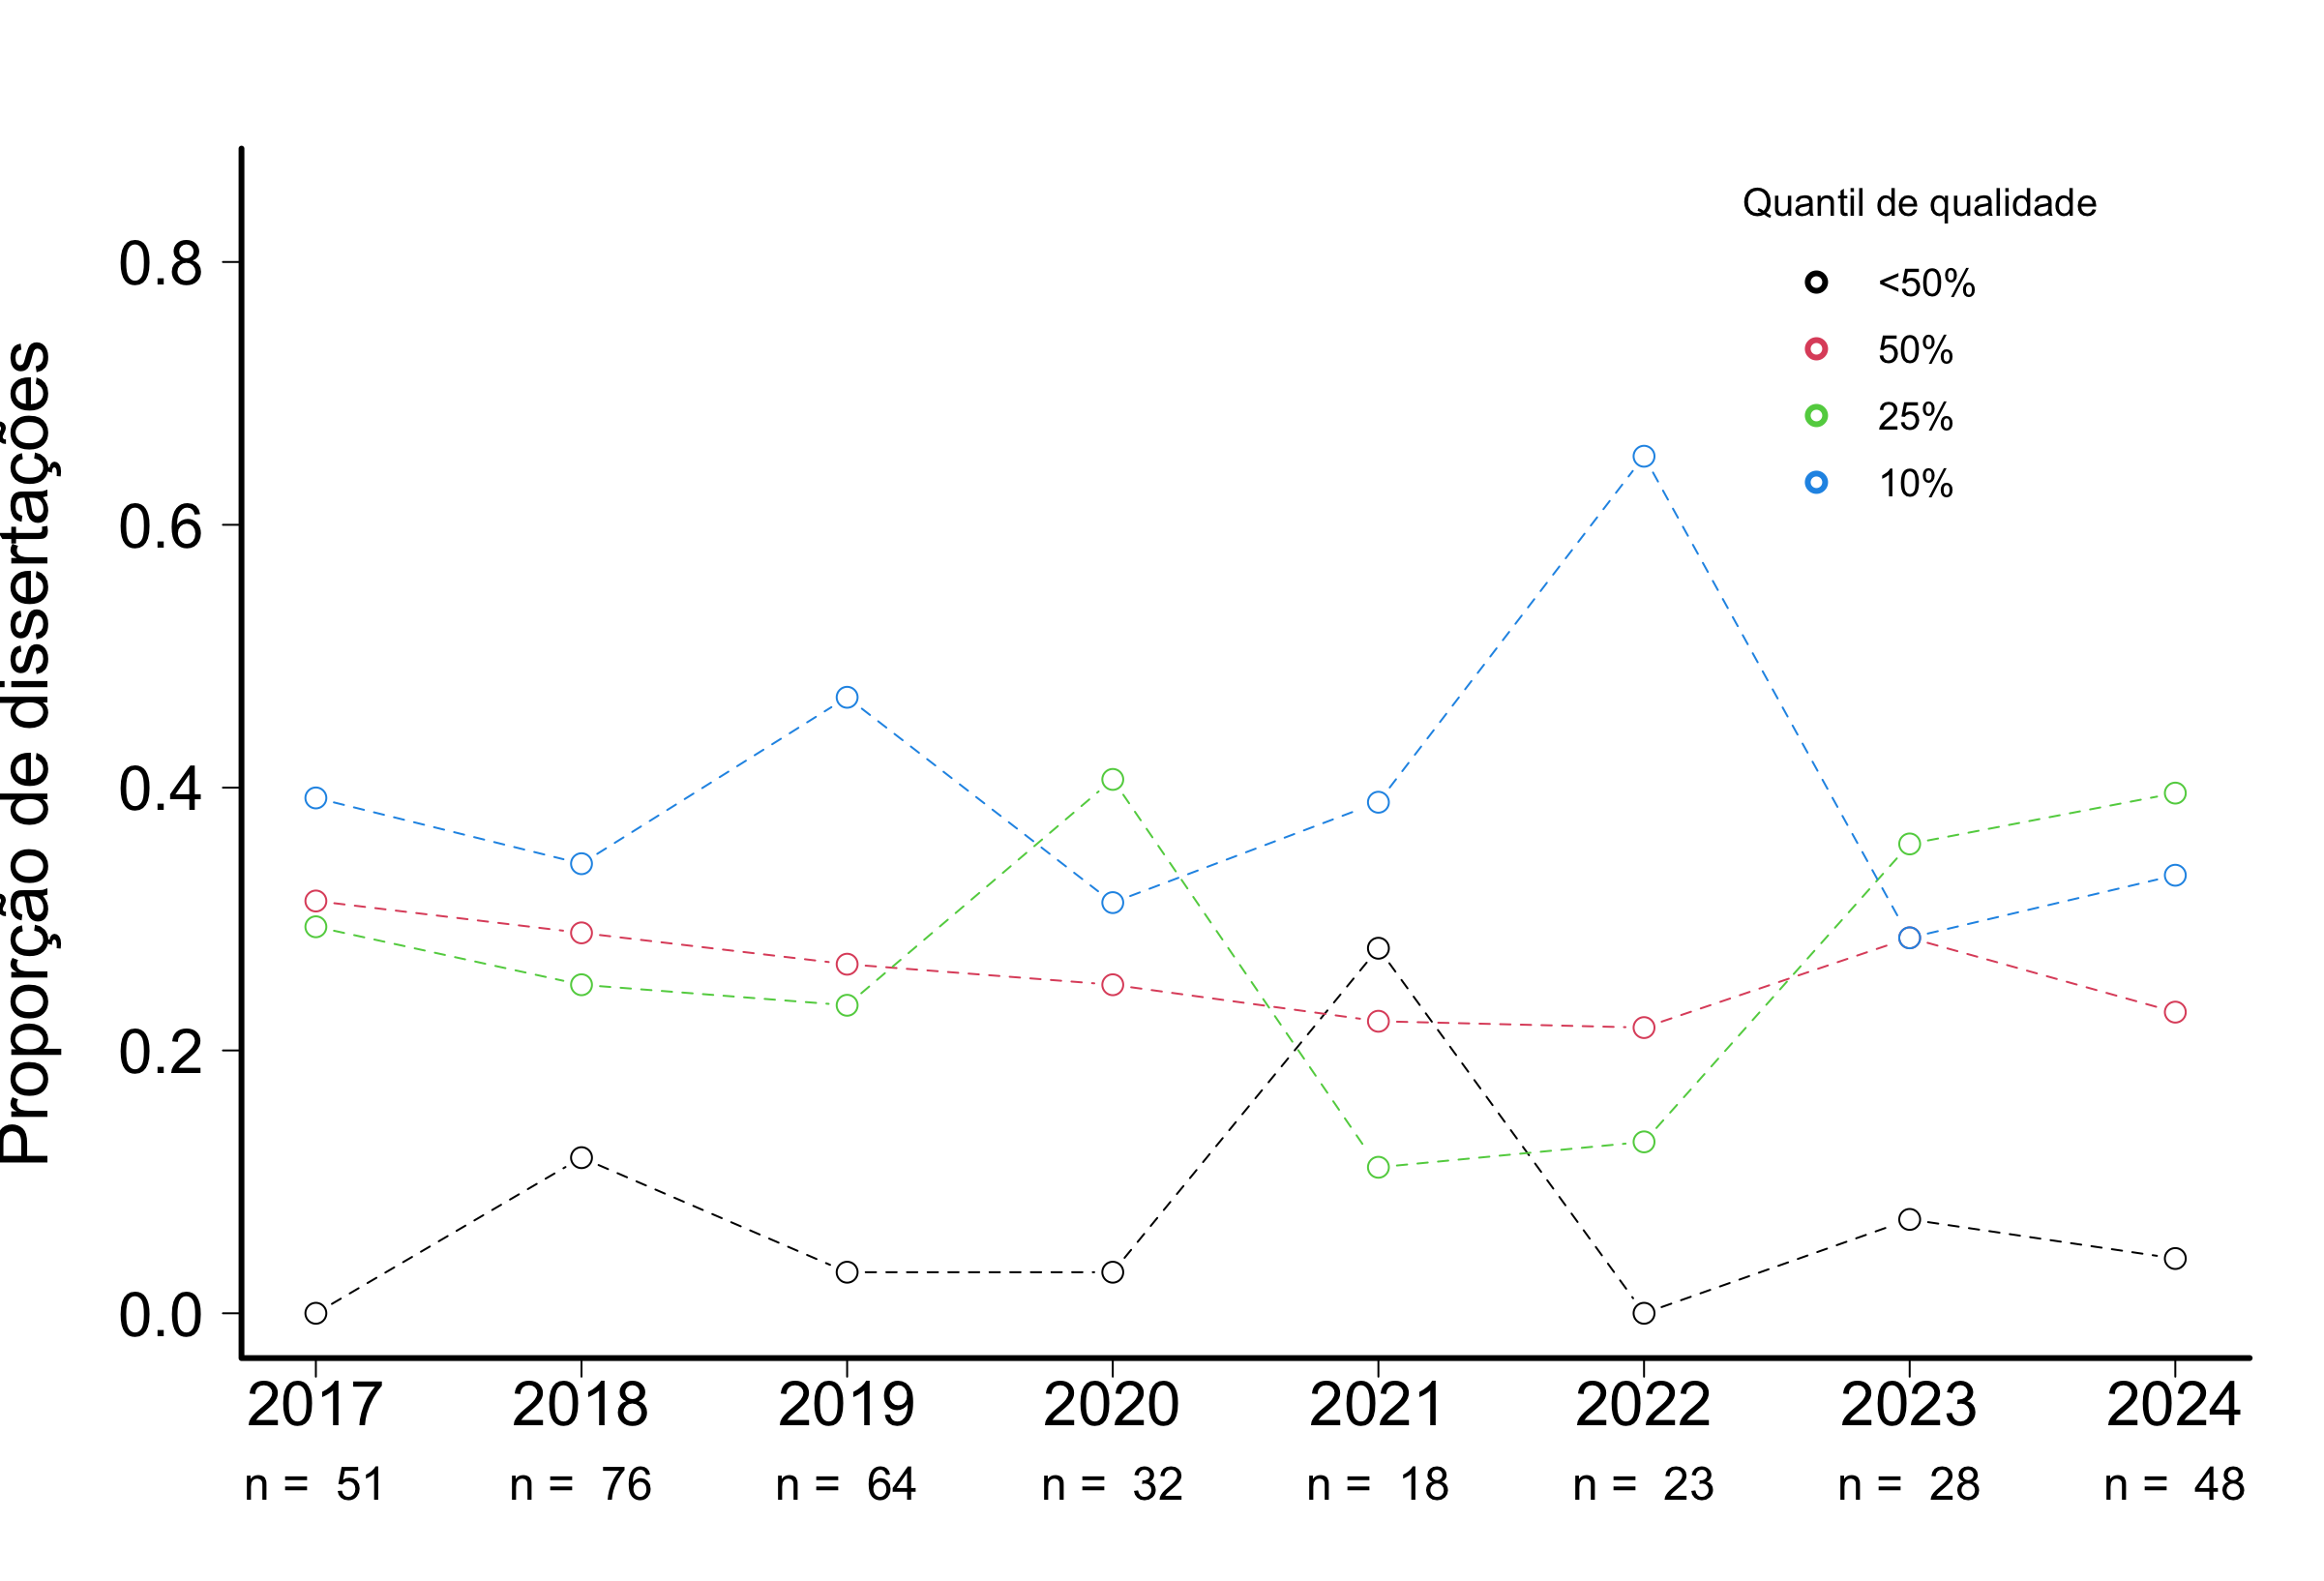 Proporção de dissertações
Quantil de qualidade
<50%
50%
25%
10%
0.8
0.6
0.4
0.2
0.0
2017 2018 2019 2020 2021 2022 2023 2024
n = 51 n = 76 n = 64 n = 32 n = 18 n = 23 n = 28 n = 48